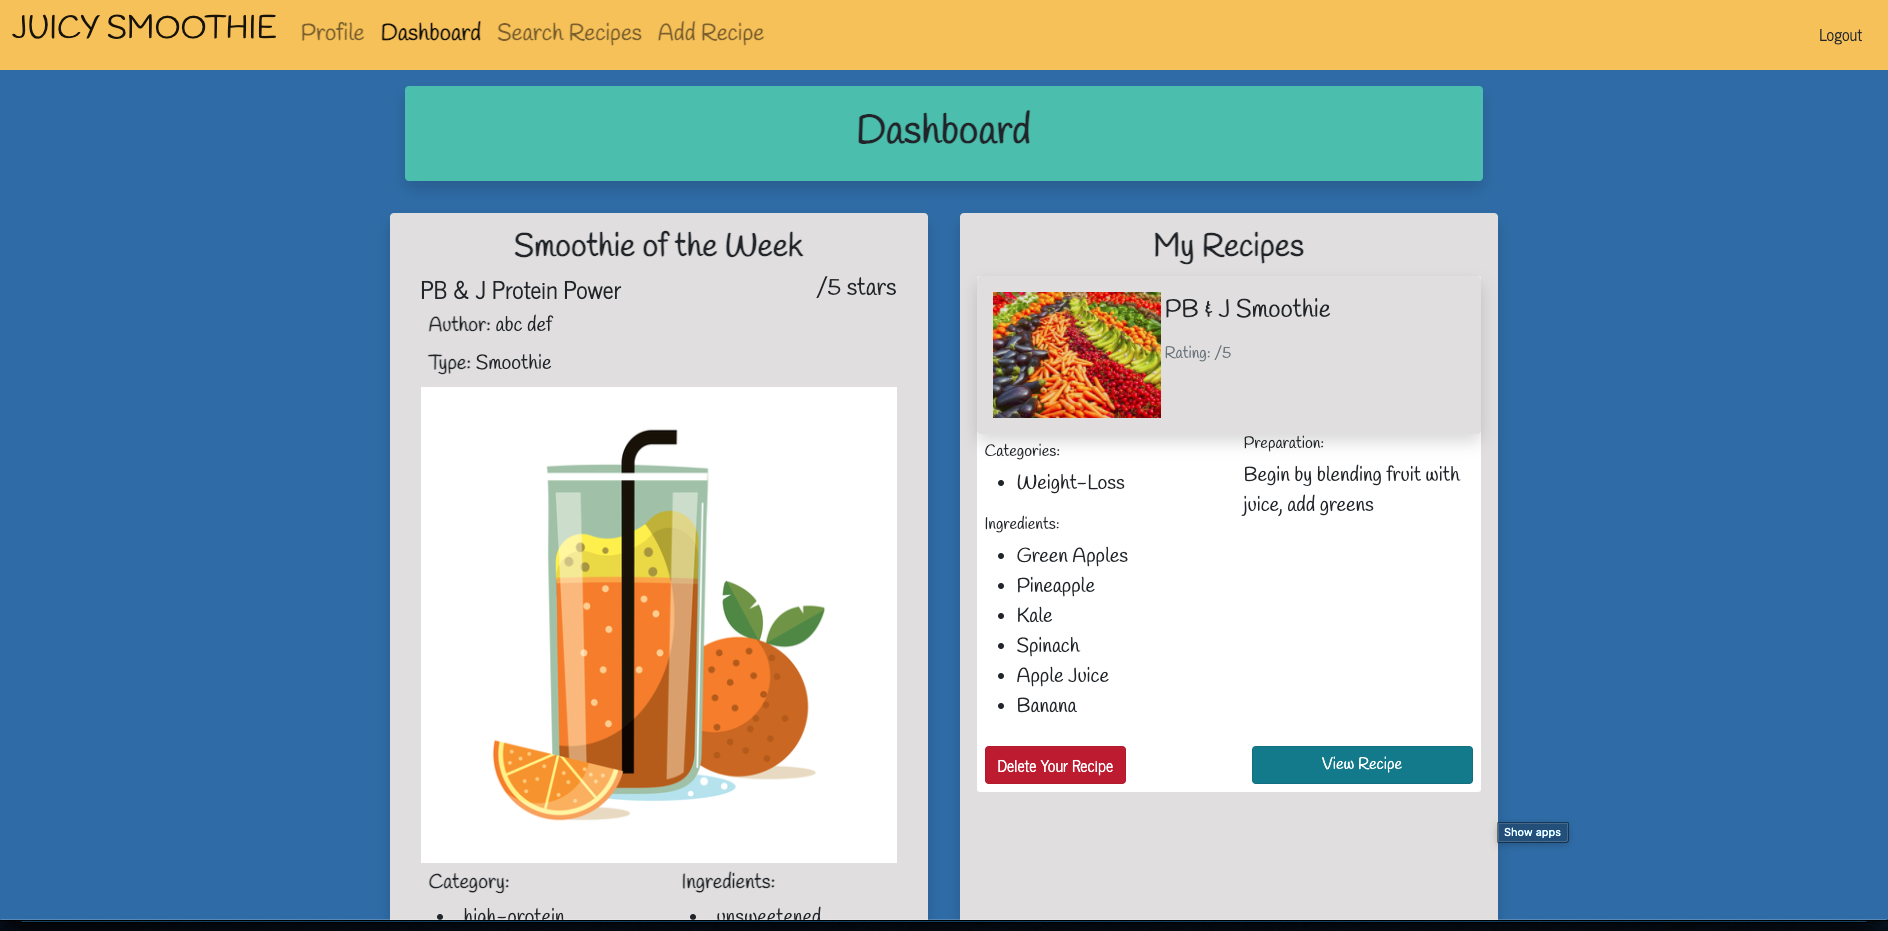 JUICY SMOOTHIE
Profile
Dashboard
Search Recipes
Add Recipe
Logout
Dashboard
Smoothie of the Week
PB & J Protein Power
/5 stars
Author: abc def
Type: Smoothie
Category:
high-protein
Ingredients:
unsweetened
My Recipes
PB & J Smoothie
Rating: /5
Categories:
Weight-Loss
Ingredients:
Green Apples
Pineapple
Kale
Spinach
Apple Juice
Banana
Preparation:
Begin by blending fruit with
juice, add greens
Delete Your Recipe
View Recipe
Show apps